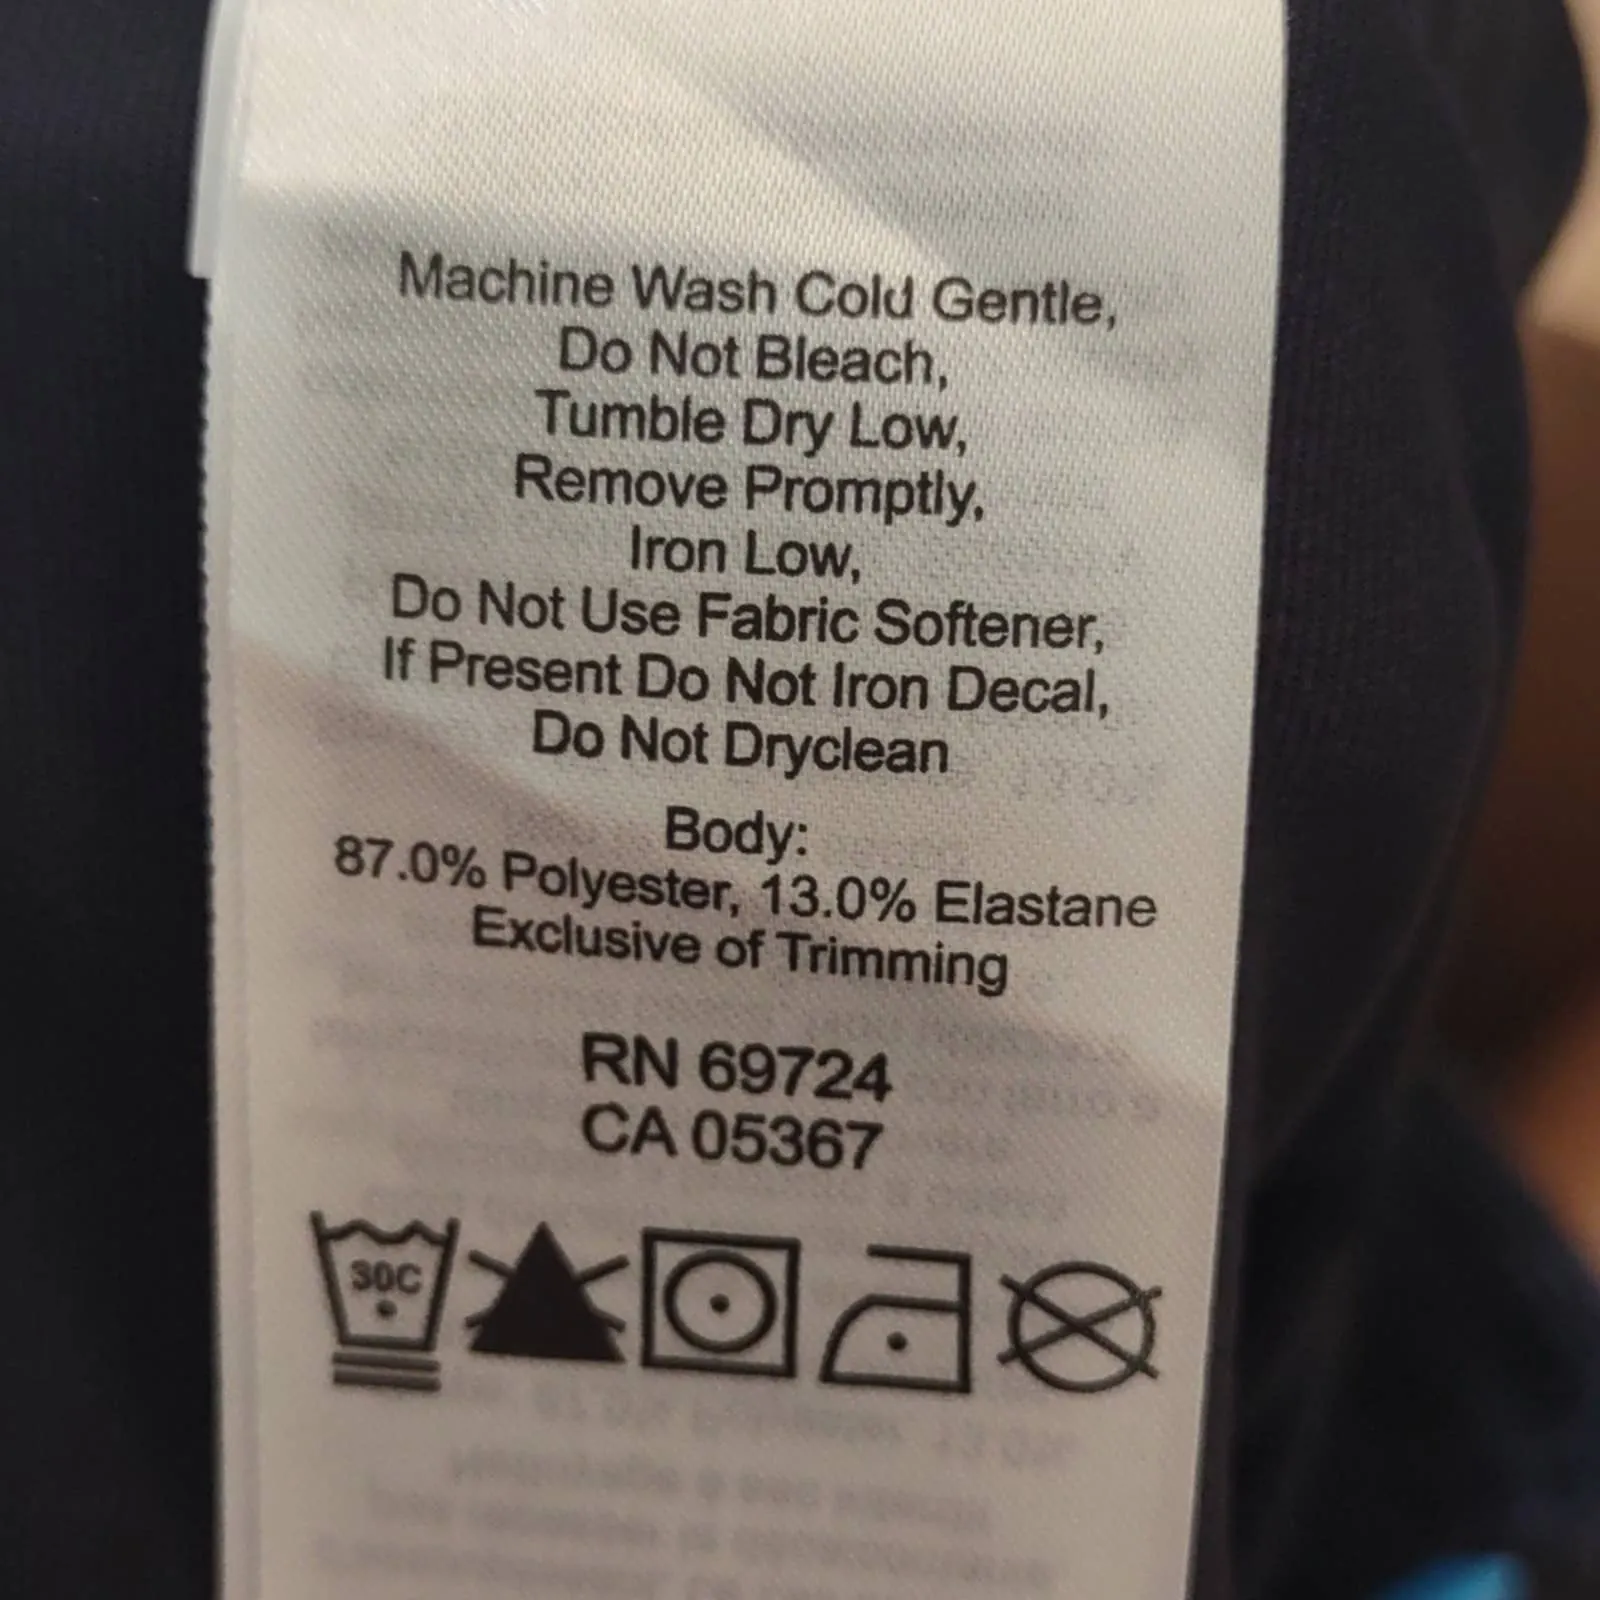 Machine Wash Cold Gentle,
Do Not Bleach,
Tumble Dry Low,
Remove Promptly,
Iron Low,
Do Not Use Fabric Softener,
If Present Do Not Iron Decal,
Do Not Dryclean
Body:
87.0% Polyester, 13.0% Elastane
Exclusive of Trimming
RN 69724
CA 05367
30C